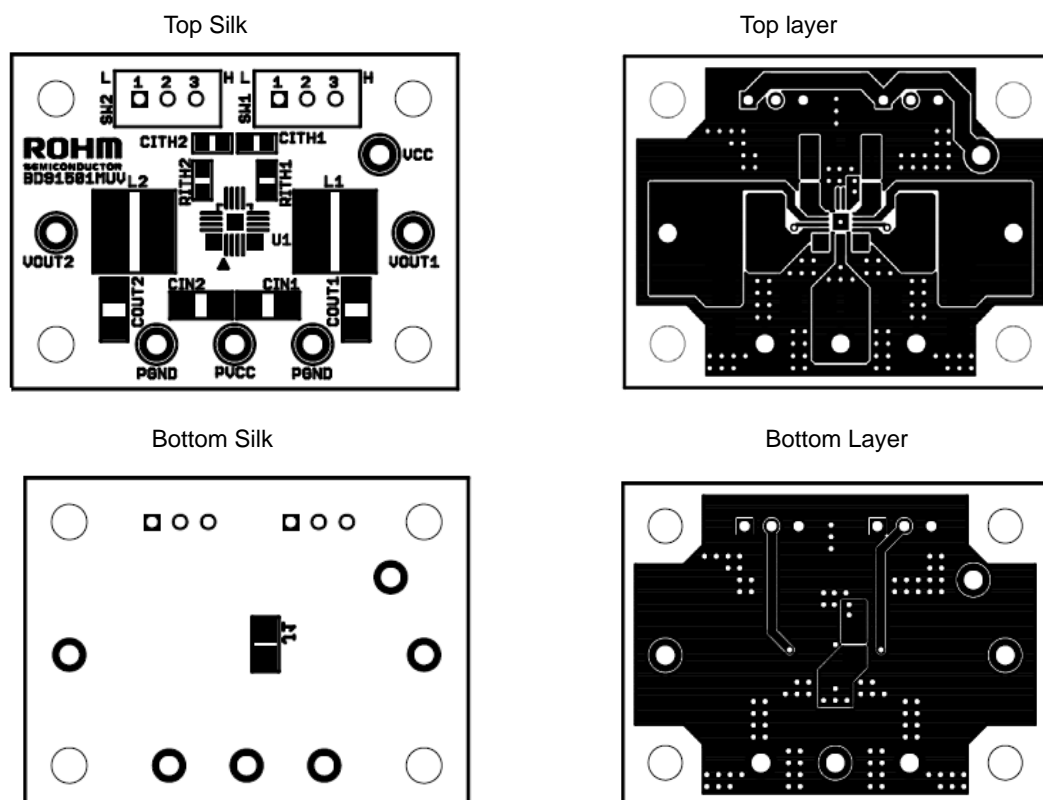 Top Silk
Top layer
L 1 2 3 H
L 1 2 3 H
SW2
SW1
CITH2
CITH1
VCC
ROHM
SEMICONDUCTOR
BD91501MUV
RITH2
RITH1
L2
L1
U1
VOUT2
VOUT1
COUT2
CIN2
CIN1
COUT1
PGND
PVCC
PGND
Bottom Silk
Bottom Layer